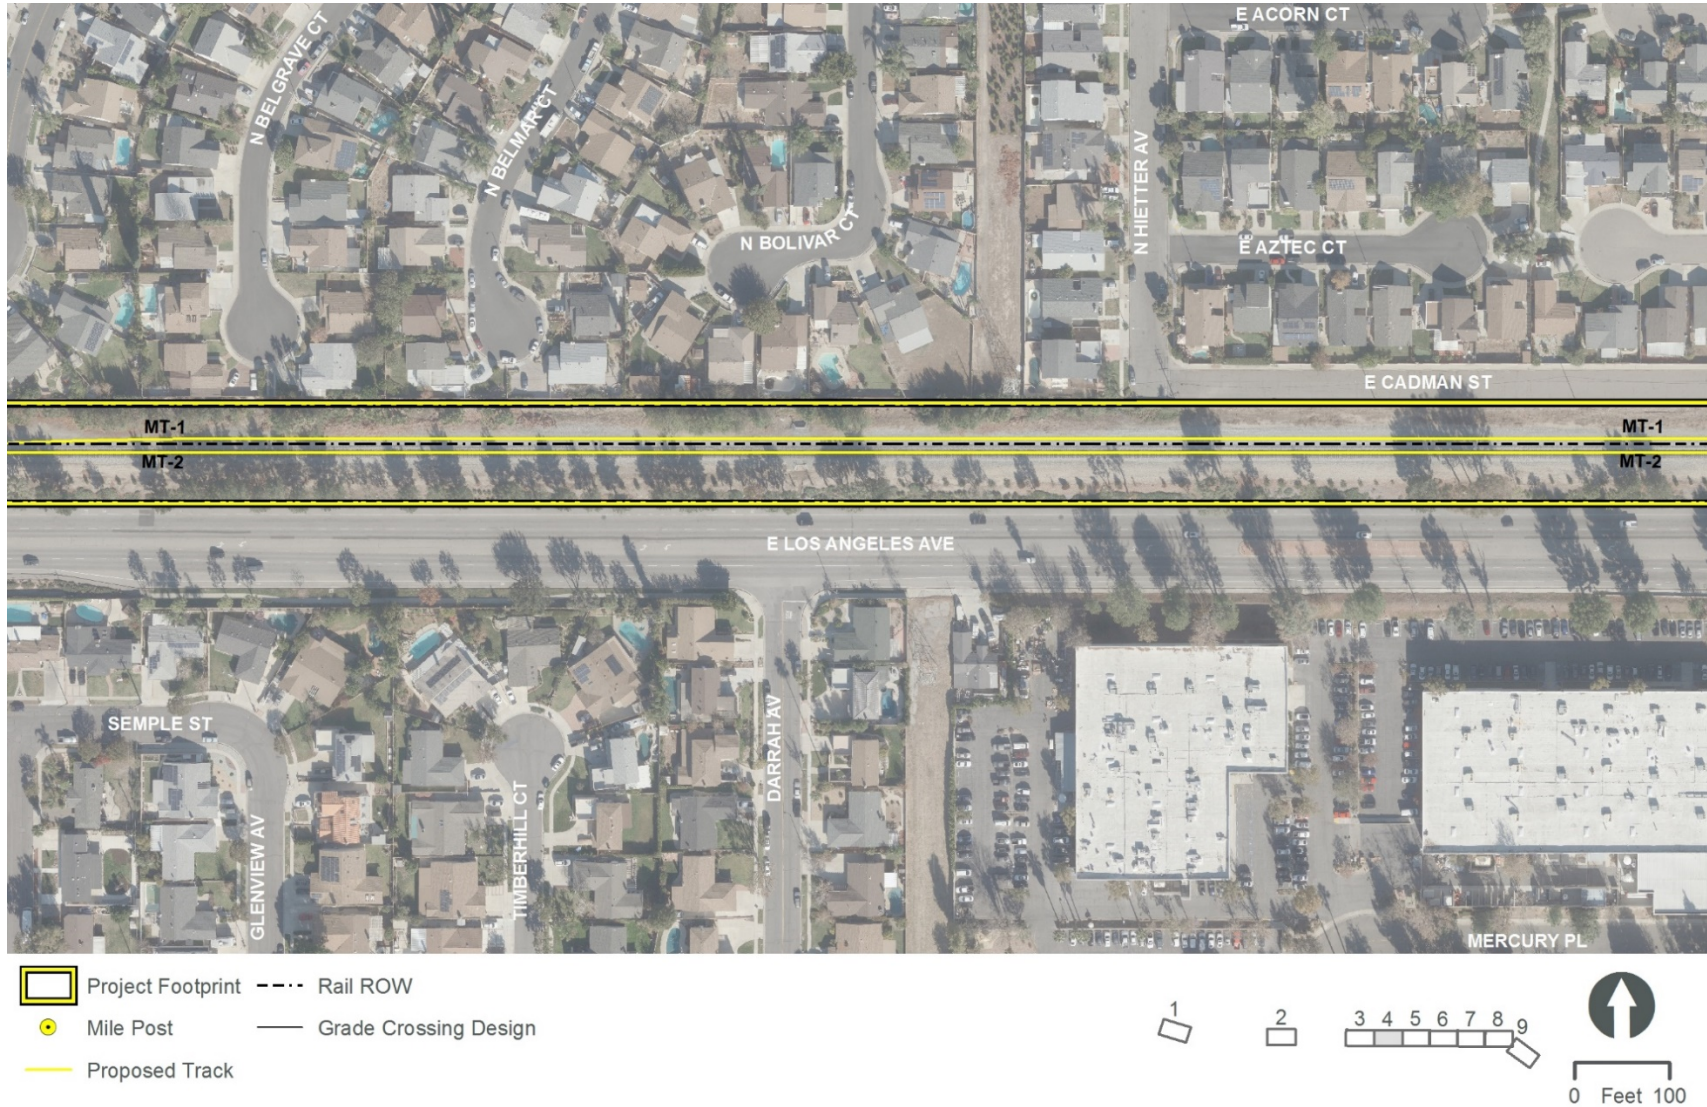 E ACORN CT
N BELGRAVE CT
N BELMAR CT
N HIETTER AV
N BOLIVAR CT
E AZTEC CT
E CADMAN ST
MT-1
MT-1
MT-2
MT-2
E LOS ANGELES AVE
SEMPLE ST
DARRAH AV
GLENVIEW AV
TIMBERHILL CT
MERCURY PL
Project Footprint
Rail ROW
Mile Post
Grade Crossing Design
Proposed Track
1
2
3 4 5 6 7 8 9
0 Feet 100